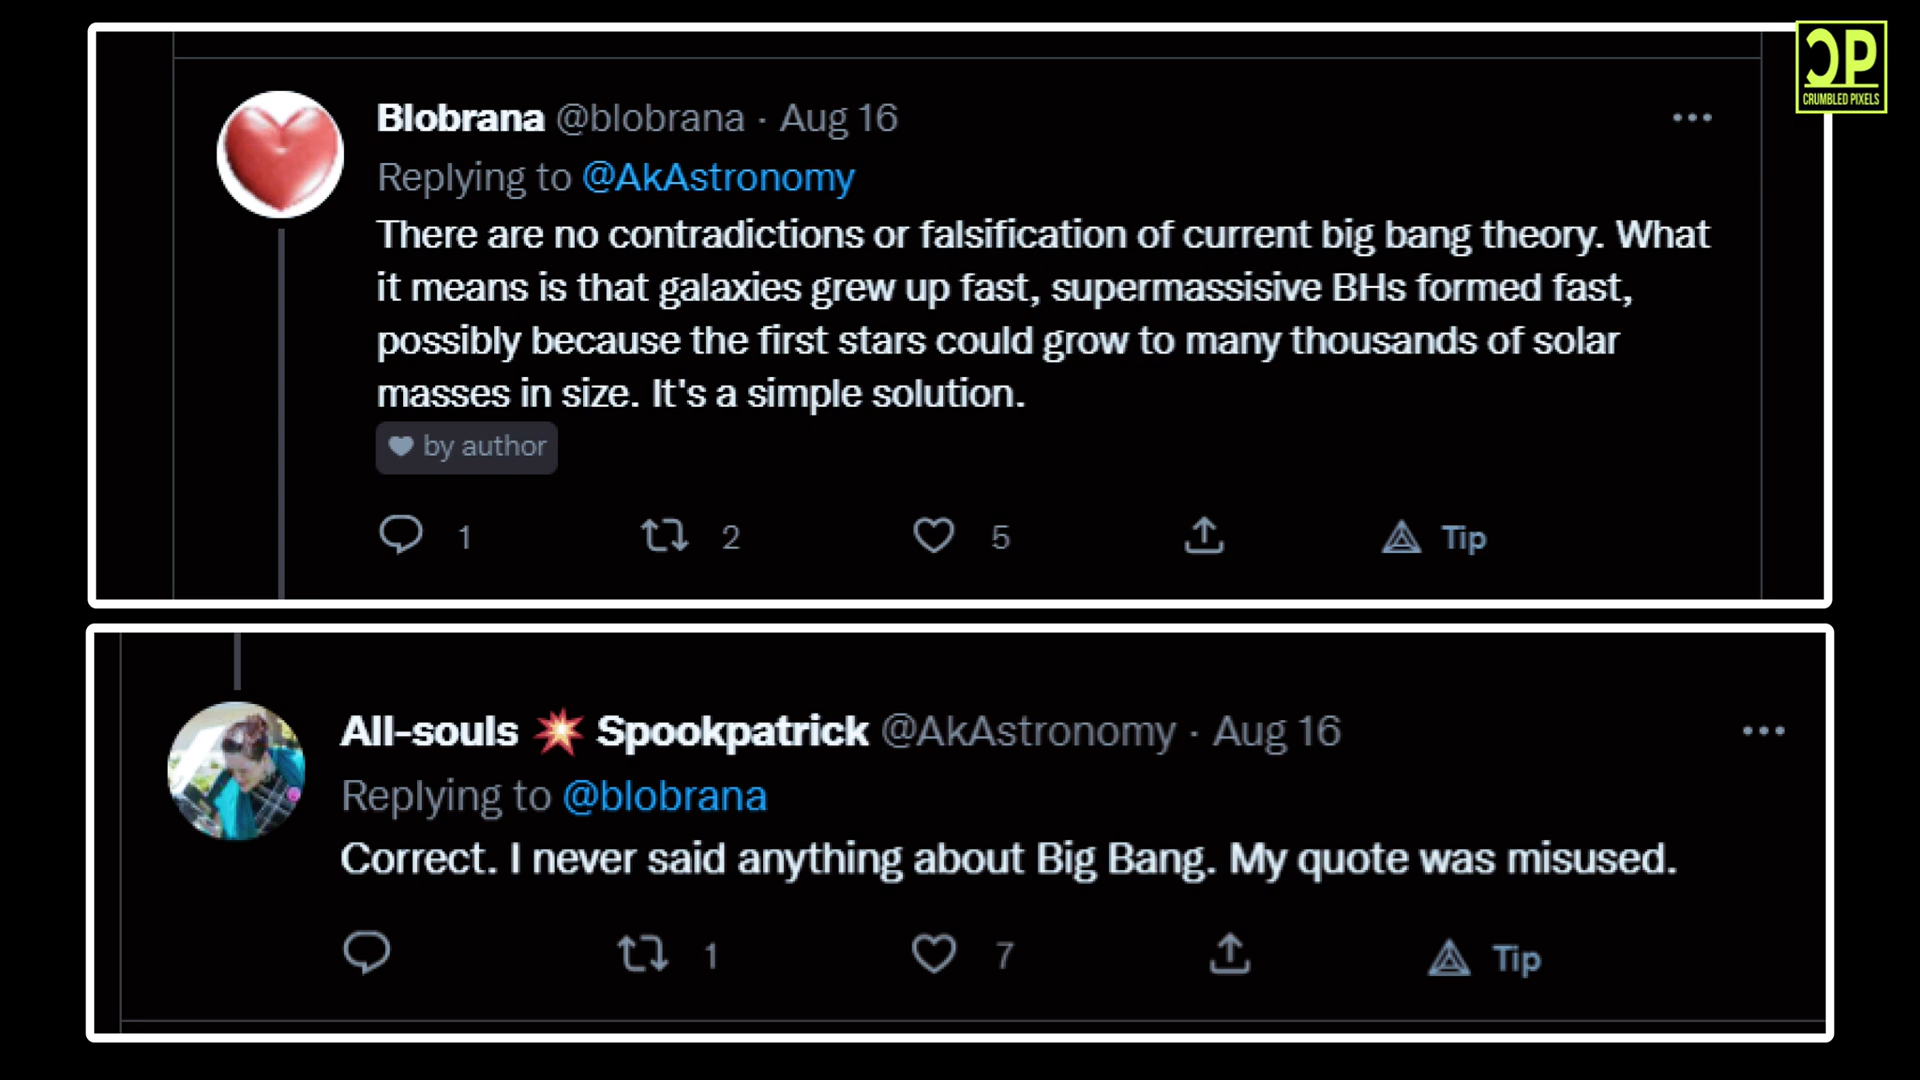 ƆP
CRUMBLED PIXELS
Blobrana @blobrana · Aug 16
Replying to @AkAstronomy
There are no contradictions or falsification of current big bang theory. What
it means is that galaxies grew up fast, supermassisive BHs formed fast,
possibly because the first stars could grow to many thousands of solar
masses in size. It's a simple solution.
by author
1 2 5 Tip
All-souls 💥 Spookpatrick @AkAstronomy · Aug 16
Replying to @blobrana
Correct. I never said anything about Big Bang. My quote was misused.
1 7 Tip